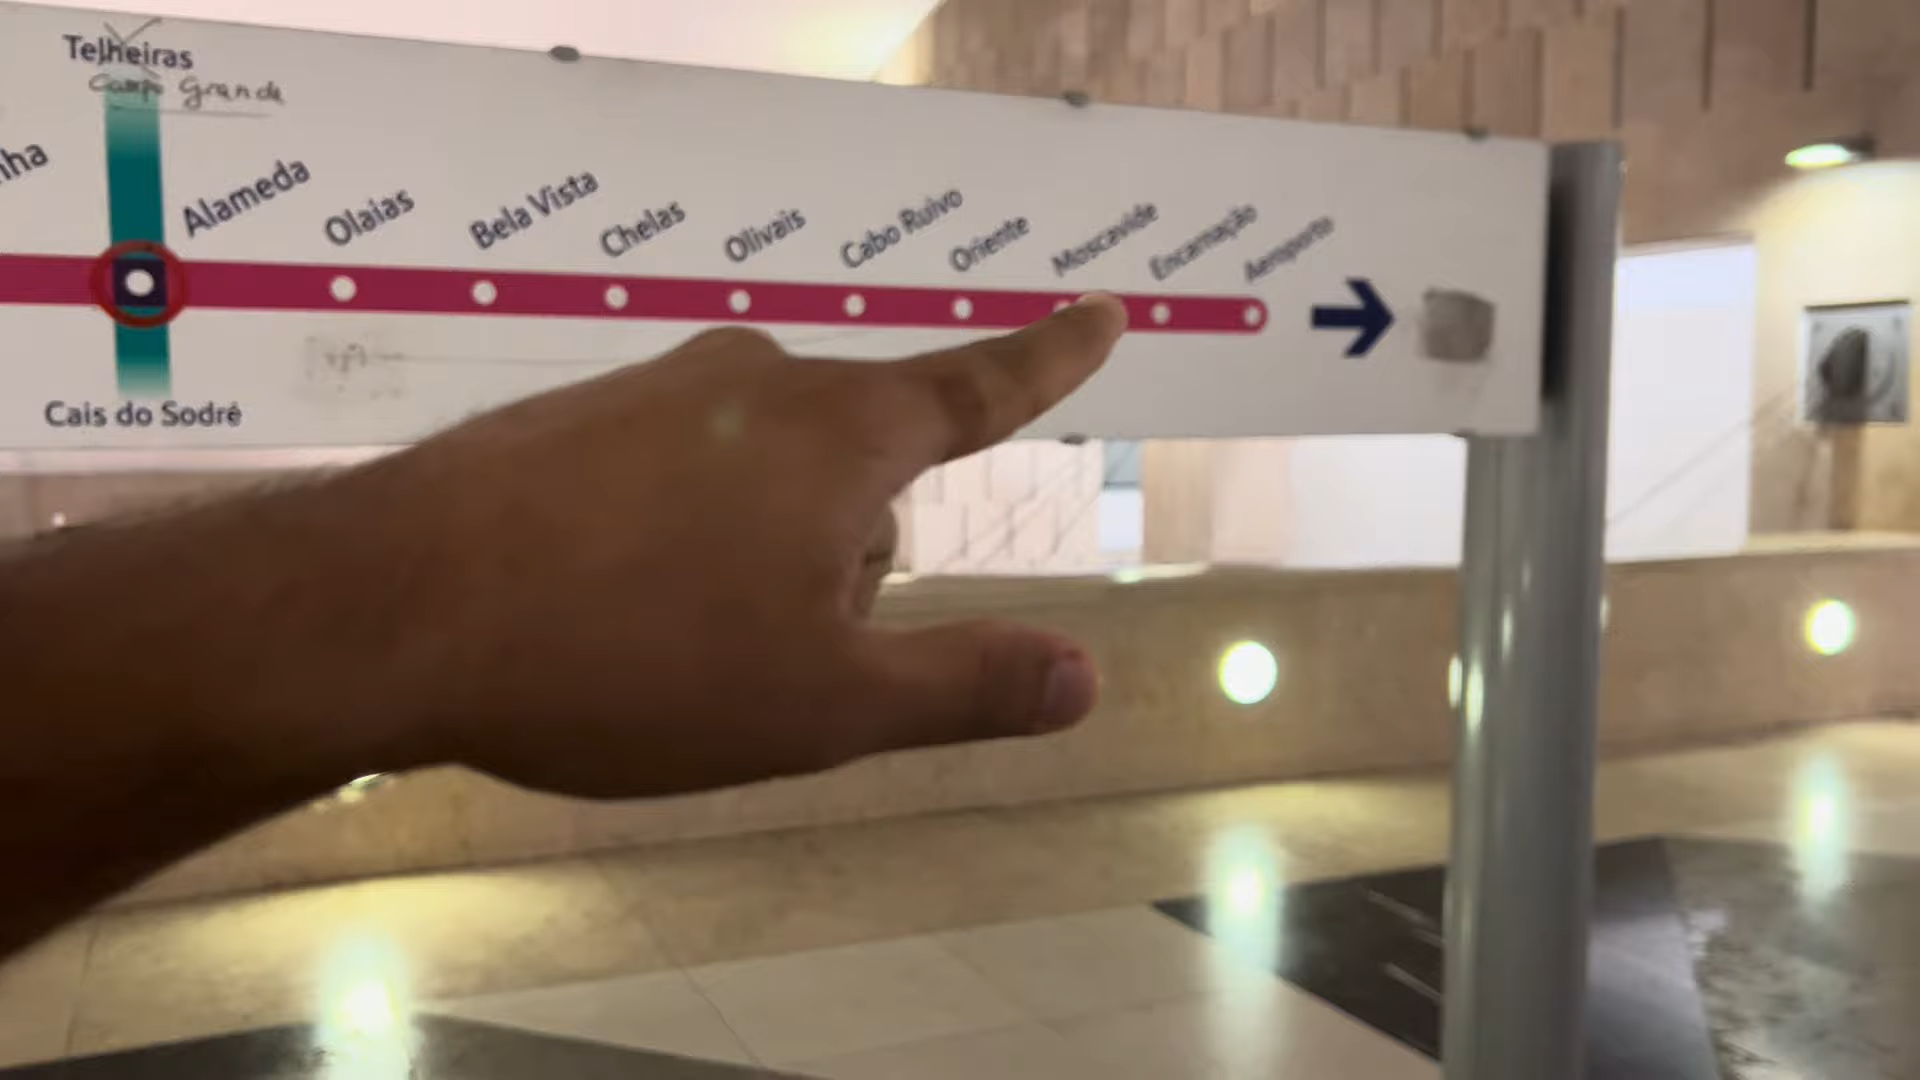 Telheiras
Campo Grande
Alameda
Olaias
Bela Vista
Chelas
Olivais
Cabo Ruivo
Oriente
Moscavide
Encarnação
Aeroporto
Cais do Sodré